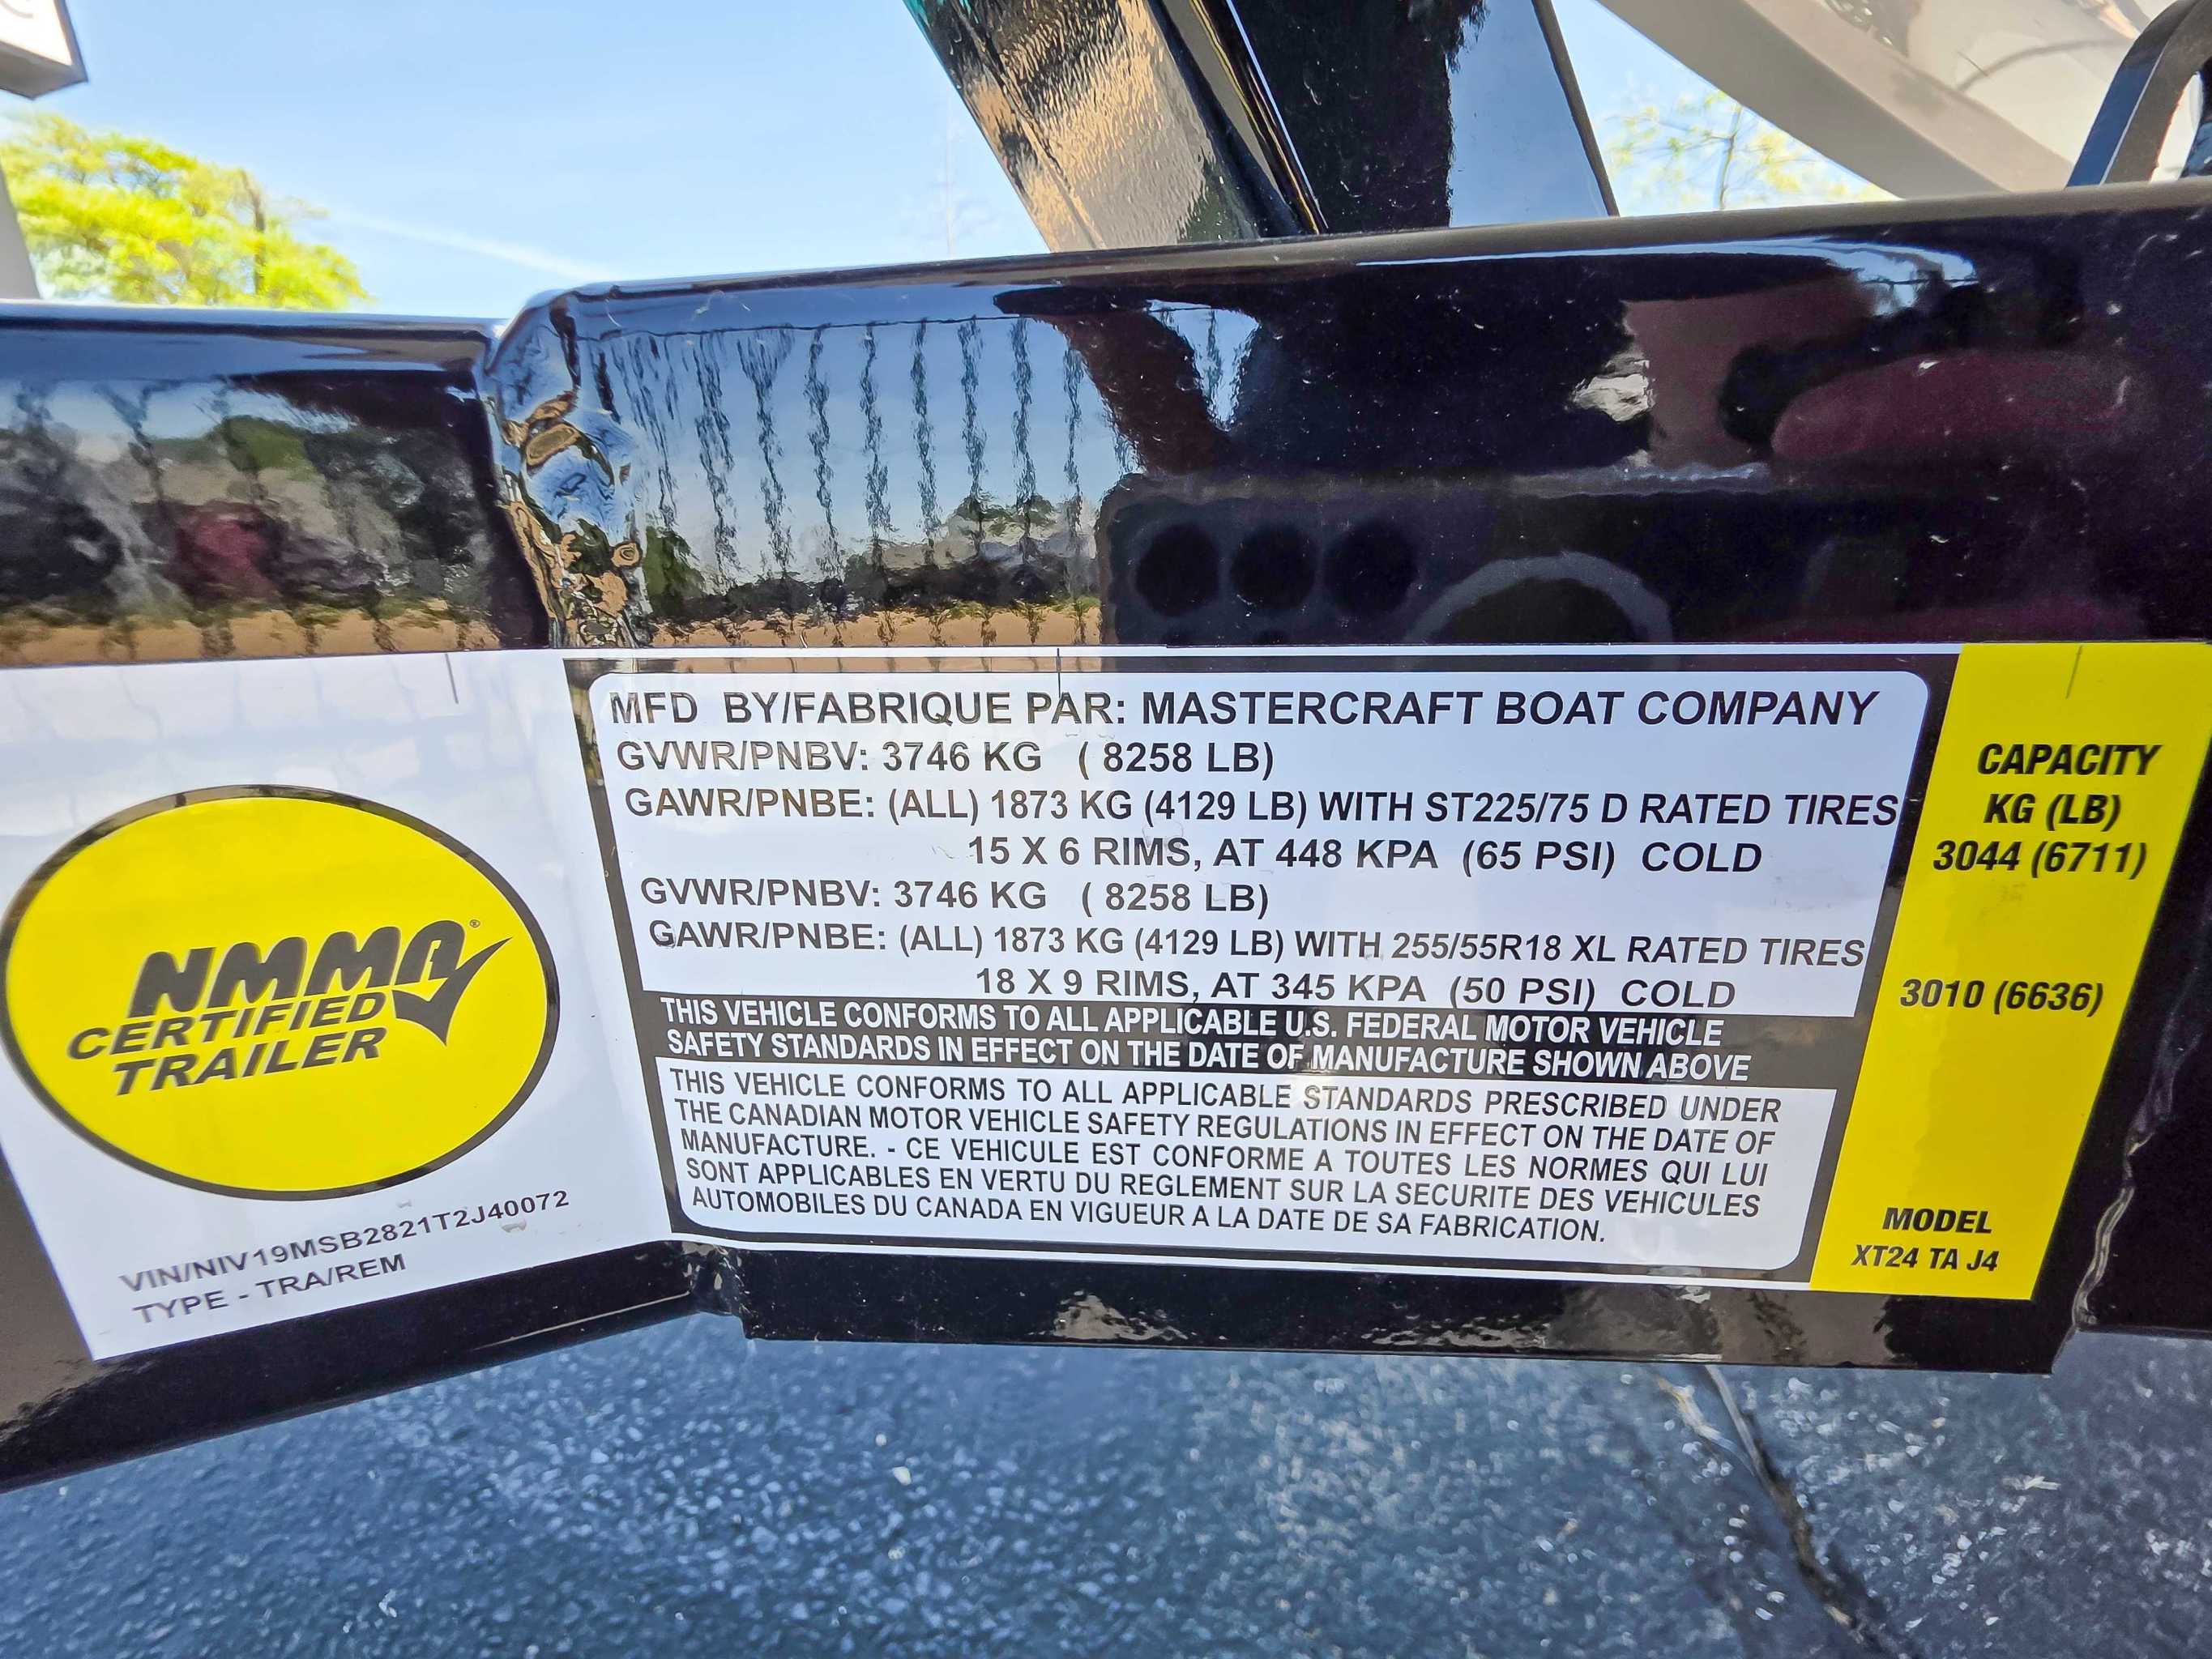 NMMA®
CERTIFIED
TRAILER
VIN/NIV19MSB2821T2J40072
TYPE - TRA/REM
MFD BY/FABRIQUE PAR: MASTERCRAFT BOAT COMPANY
GVWR/PNBV: 3746 KG ( 8258 LB)
GAWR/PNBE: (ALL) 1873 KG (4129 LB) WITH ST225/75 D RATED TIRES
15 X 6 RIMS, AT 448 KPA (65 PSI) COLD
GVWR/PNBV: 3746 KG ( 8258 LB)
GAWR/PNBE: (ALL) 1873 KG (4129 LB) WITH 255/55R18 XL RATED TIRES
18 X 9 RIMS, AT 345 KPA (50 PSI) COLD
THIS VEHICLE CONFORMS TO ALL APPLICABLE U.S. FEDERAL MOTOR VEHICLE
SAFETY STANDARDS IN EFFECT ON THE DATE OF MANUFACTURE SHOWN ABOVE
THIS VEHICLE CONFORMS TO ALL APPLICABLE STANDARDS PRESCRIBED UNDER
THE CANADIAN MOTOR VEHICLE SAFETY REGULATIONS IN EFFECT ON THE DATE OF
MANUFACTURE. - CE VEHICULE EST CONFORME A TOUTES LES NORMES QUI LUI
SONT APPLICABLES EN VERTU DU REGLEMENT SUR LA SECURITE DES VEHICULES
AUTOMOBILES DU CANADA EN VIGUEUR A LA DATE DE SA FABRICATION.
CAPACITY
KG (LB)
3044 (6711)
3010 (6636)
MODEL
XT24 TA J4